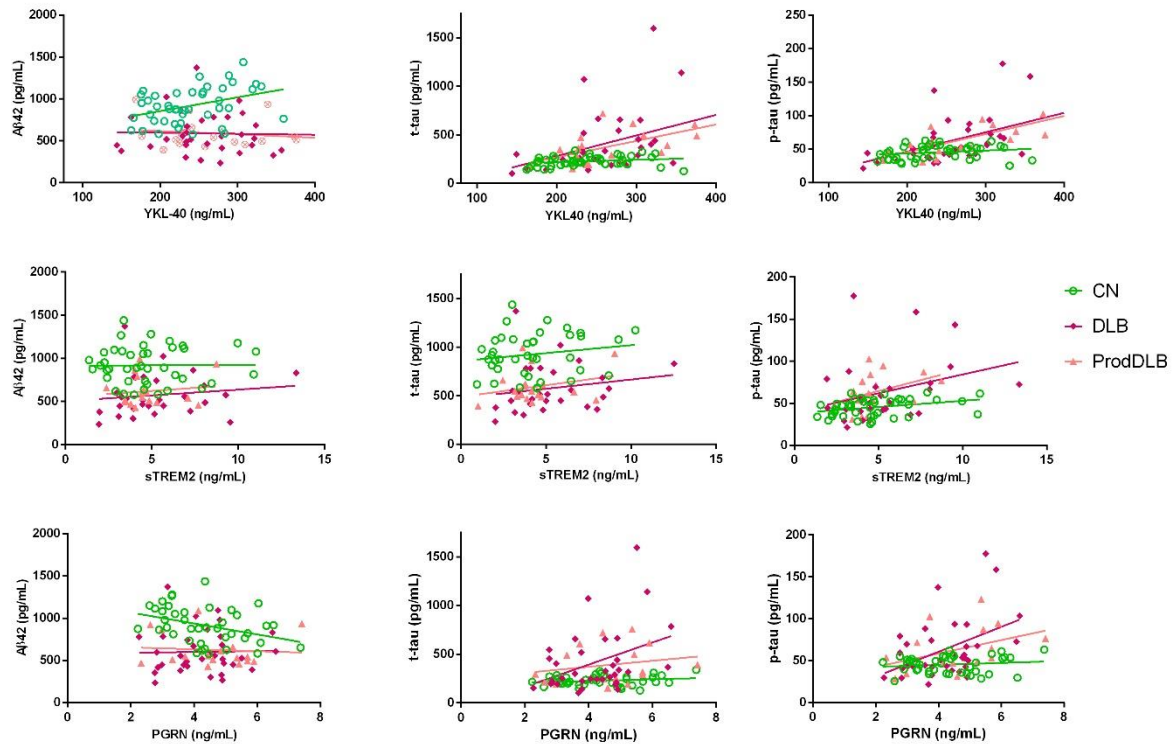 2000
1500
1000
500
0
Aβ42 (pg/mL)
100 200 300 400
YKL-40 (ng/mL)
1500
1000
500
0
t-tau (pg/mL)
100 200 300 400
YKL40 (ng/mL)
250
200
150
100
50
0
p-tau (pg/mL)
100 200 300 400
YKL40 (ng/mL)
2000
1500
1000
500
0
Aβ42 (pg/mL)
0 5 10 15
sTREM2 (ng/mL)
1500
1000
500
0
t-tau (pg/mL)
0 5 10 15
sTREM2 (ng/mL)
200
150
100
50
0
p-tau (pg/mL)
0 5 10 15
sTREM2 (ng/mL)
CN
DLB
ProdDLB
2000
1500
1000
500
0
Aβ42 (pg/mL)
0 2 4 6 8
PGRN (ng/mL)
1500
1000
500
0
t-tau (pg/mL)
0 2 4 6 8
PGRN (ng/mL)
200
150
100
50
0
p-tau (pg/mL)
0 2 4 6 8
PGRN (ng/mL)